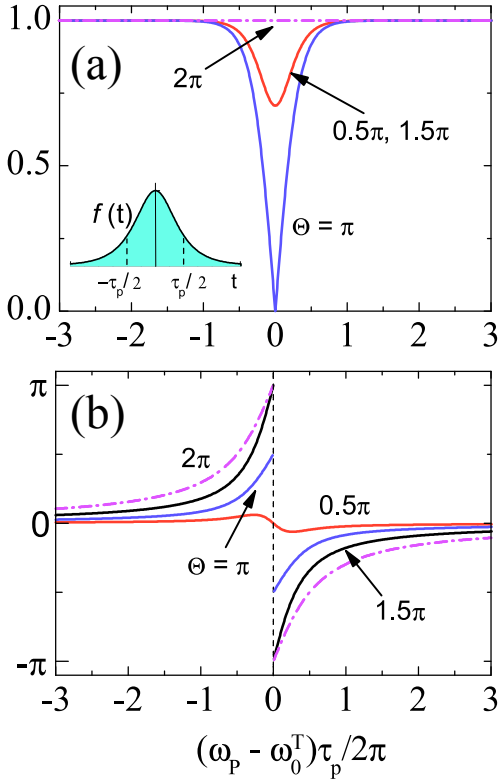 1.0
(a)
2π
0.5π, 1.5π
0.5
Θ = π
f (t)
−τp/2 τp/2 t
0.0
-3 -2 -1 0 1 2 3
π
(b)
2π
0.5π
0
Θ = π
1.5π
-π
-3 -2 -1 0 1 2 3
(ωP - ω0T)τp/2π